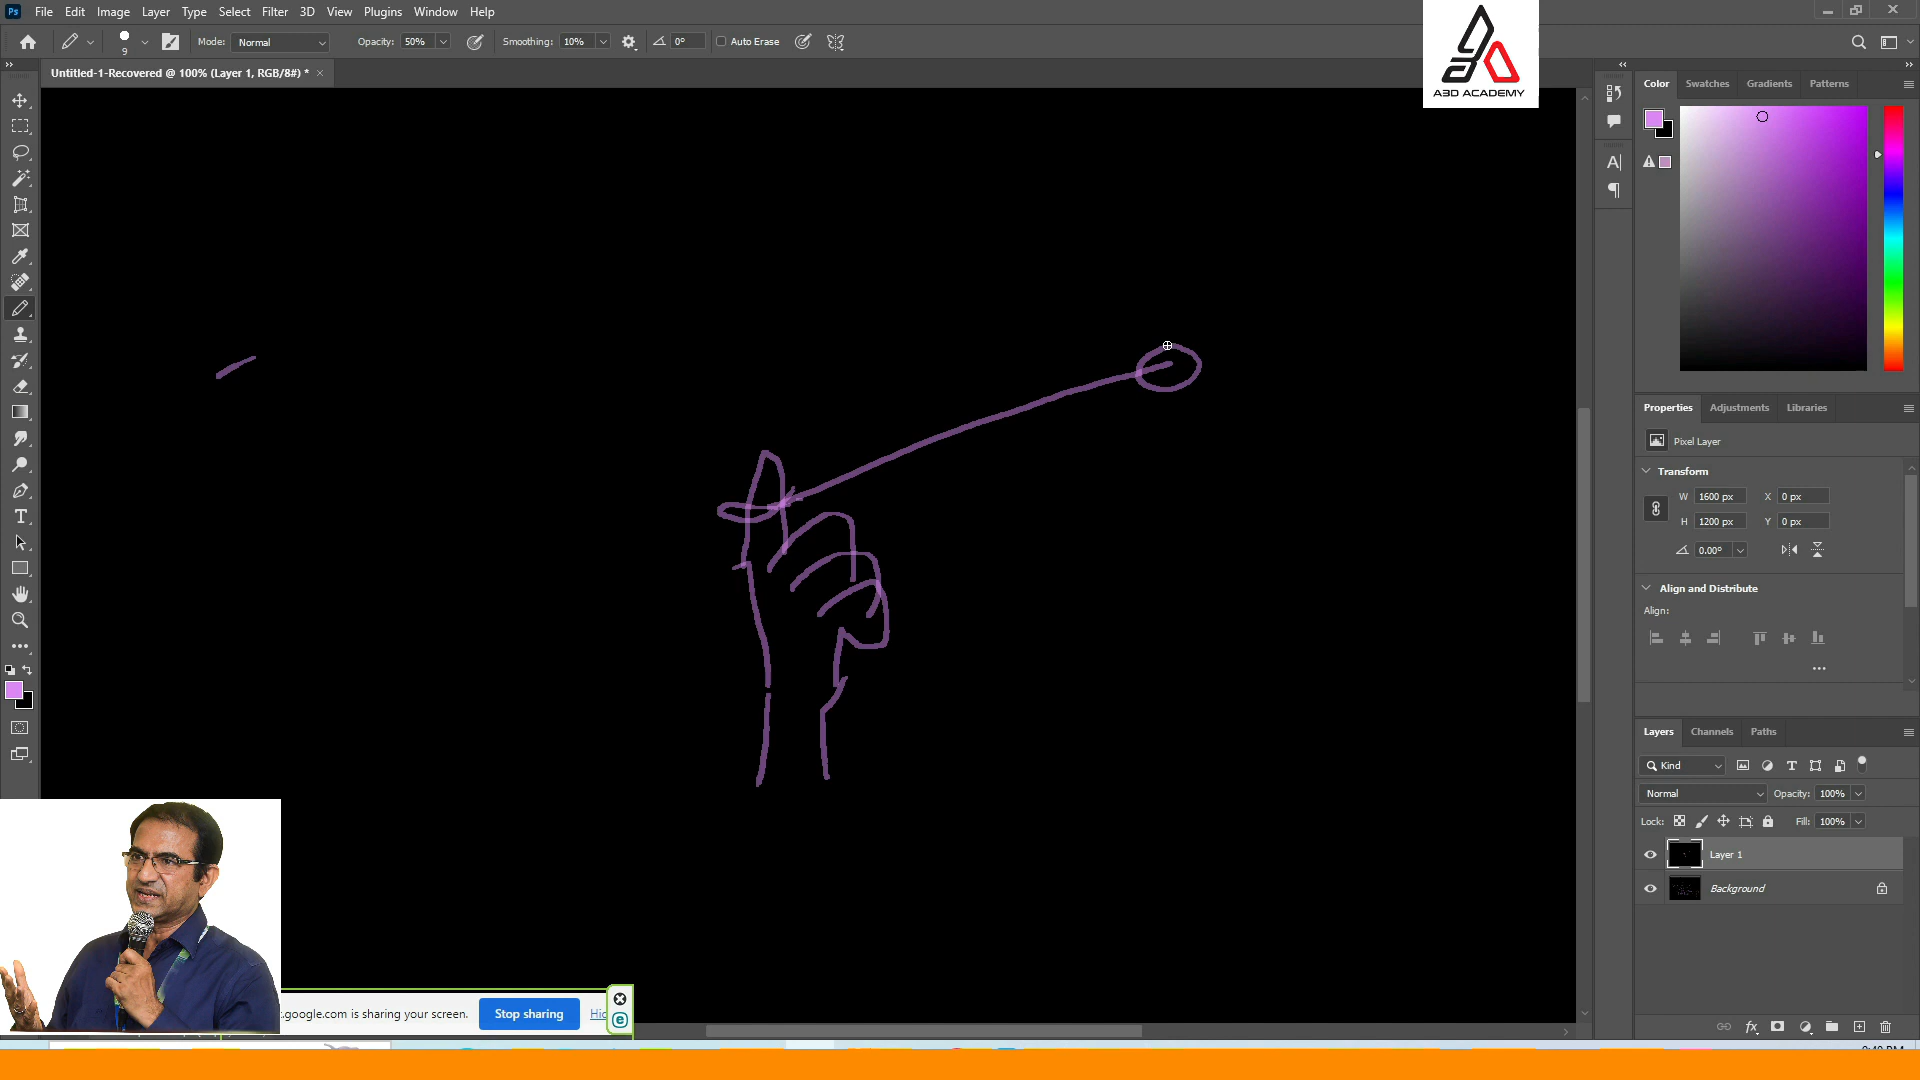 Ps File Edit Image Layer Type Select Filter 3D View Plugins Window Help
9 Mode: Normal Opacity: 50% Smoothing: 10% 0° Auto Erase
A3D ACADEMY
Untitled-1-Recovered @ 100% (Layer 1, RGB/8#) *
Color Swatches Gradients Patterns
Properties Adjustments Libraries
Pixel Layer
Transform
W 1600 px X 0 px
H 1200 px Y 0 px
0.00°
Align and Distribute
Align:
Layers Channels Paths
Kind
Normal Opacity: 100%
Lock: Fill: 100%
Layer 1
Background
.google.com is sharing your screen. Stop sharing